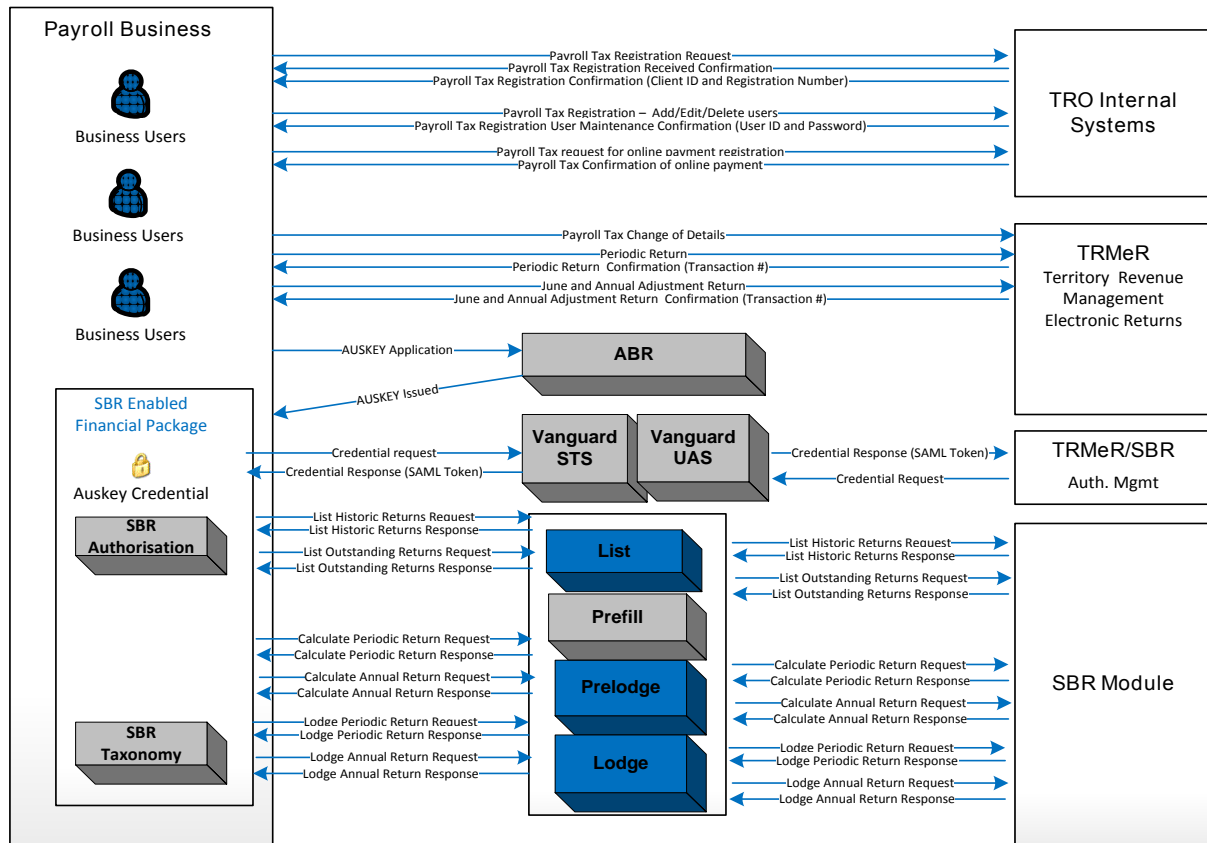 Payroll Business
Business Users
Business Users
Business Users
SBR Enabled
Financial Package
Auskey Credential
SBR
Authorisation
SBR
Taxonomy
Payroll Tax Registration Request
Payroll Tax Registration Received Confirmation
Payroll Tax Registration Confirmation (Client ID and Registration Number)
Payroll Tax Registration – Add/Edit/Delete users
Payroll Tax Registration User Maintenance Confirmation (User ID and Password)
Payroll Tax request for online payment registration
Payroll Tax Confirmation of online payment
TRO Internal
Systems
Payroll Tax Change of Details
Periodic Return
Periodic Return Confirmation (Transaction #)
June and Annual Adjustment Return
June and Annual Adjustment Return Confirmation (Transaction #)
TRMeR
Territory Revenue
Management
Electronic Returns
AUSKEY Application
AUSKEY Issued
ABR
Credential request
Credential Response (SAML Token)
Vanguard
STS
Vanguard
UAS
Credential Response (SAML Token)
Credential Request
TRMeR/SBR
Auth. Mgmt
List Historic Returns Request
List Historic Returns Response
List Outstanding Returns Request
List Outstanding Returns Response
Calculate Periodic Return Request
Calculate Periodic Return Response
Calculate Annual Return Request
Calculate Annual Return Response
Lodge Periodic Return Request
Lodge Periodic Return Response
Lodge Annual Return Request
Lodge Annual Return Response
List
Prefill
Prelodge
Lodge
List Historic Returns Request
List Historic Returns Response
List Outstanding Returns Request
List Outstanding Returns Response
Calculate Periodic Return Request
Calculate Periodic Return Response
Calculate Annual Return Request
Calculate Annual Return Response
Lodge Periodic Return Request
Lodge Periodic Return Response
Lodge Annual Return Request
Lodge Annual Return Response
SBR Module